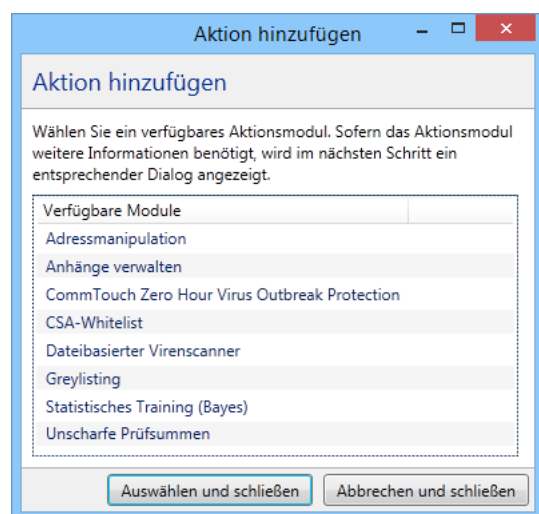 Aktion hinzufügen
Aktion hinzufügen
Wählen Sie ein verfügbares Aktionsmodul. Sofern das Aktionsmodul
weitere Informationen benötigt, wird im nächsten Schritt ein
entsprechender Dialog angezeigt.
Verfügbare Module
Adressmanipulation
Anhänge verwalten
CommTouch Zero Hour Virus Outbreak Protection
CSA-Whitelist
Dateibasierter Virenscanner
Greylisting
Statistisches Training (Bayes)
Unscharfe Prüfsummen
Auswählen und schließen Abbrechen und schließen